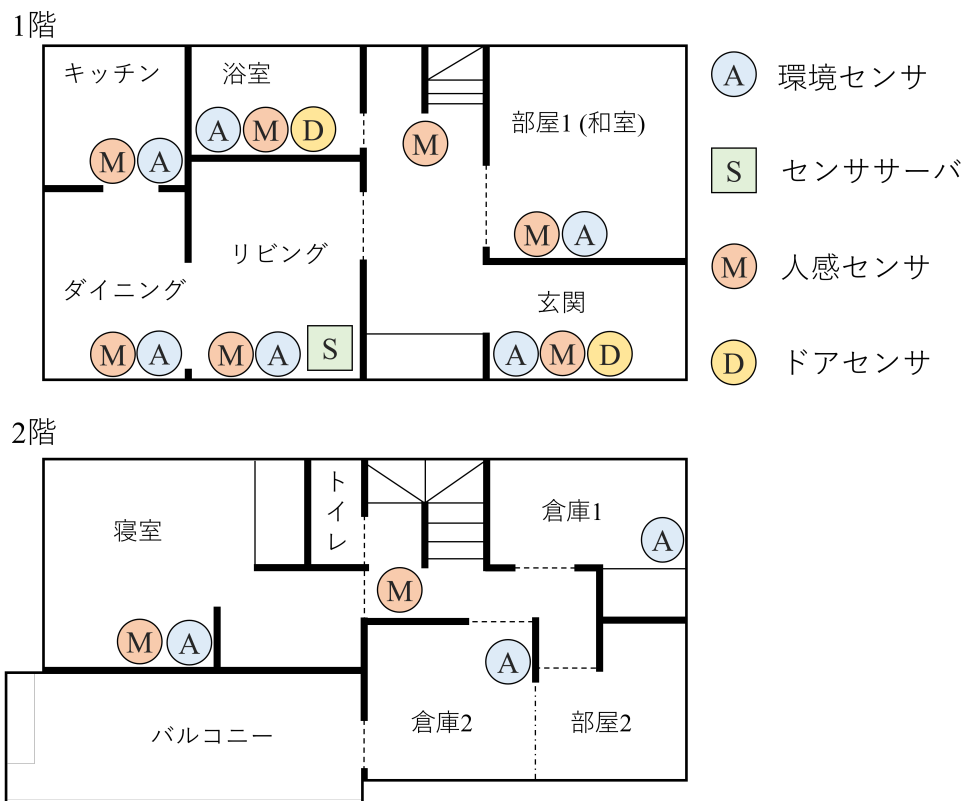 1階
キッチン
浴室
A M D
M A
M
部屋1 (和室)
M A
リビング
ダイニング
玄関
M A
M A S
A M D
A 環境センサ
S センササーバ
M 人感センサ
D ドアセンサ
2階
寝室
トイレ
倉庫1
A
M
M A
A
倉庫2
部屋2
バルコニー